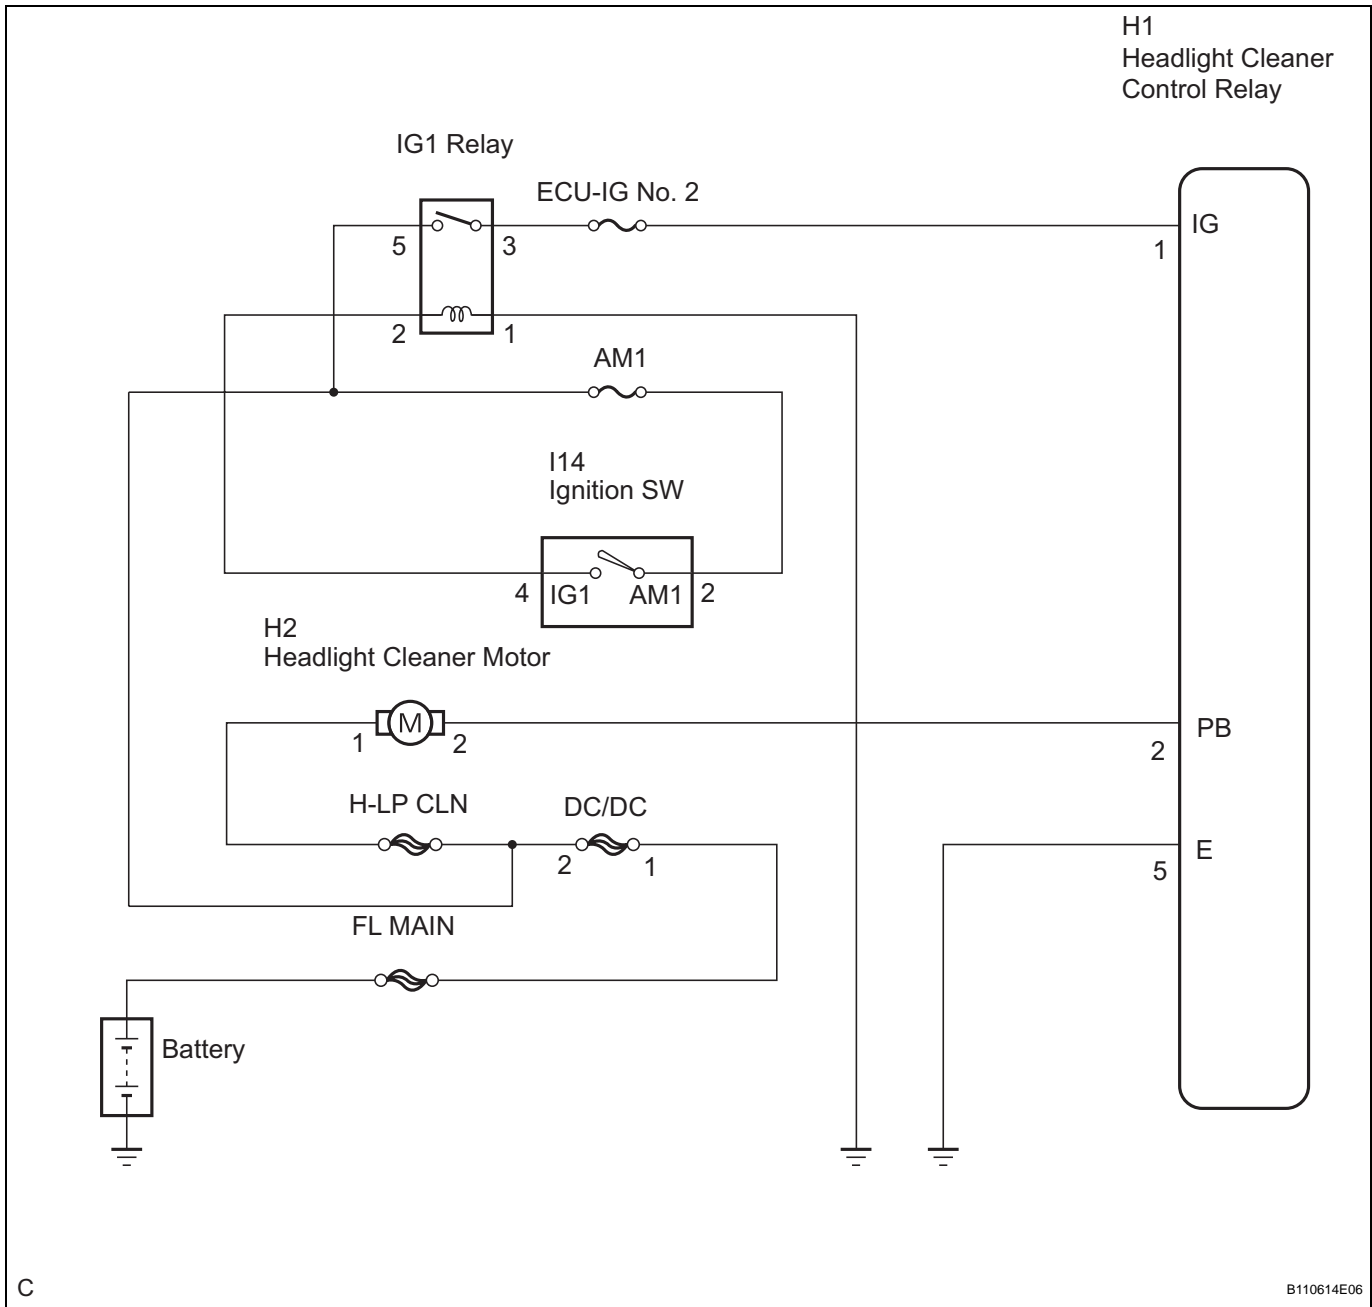 H1
Headlight Cleaner
Control Relay
IG1 Relay
ECU-IG No. 2
5 3
IG
1
2 1
AM1
I14
Ignition SW
4 IG1 AM1 2
H2
Headlight Cleaner Motor
M
1 2
PB
2
H-LP CLN DC/DC
2 1
E
5
FL MAIN
Battery
C
B110614E06